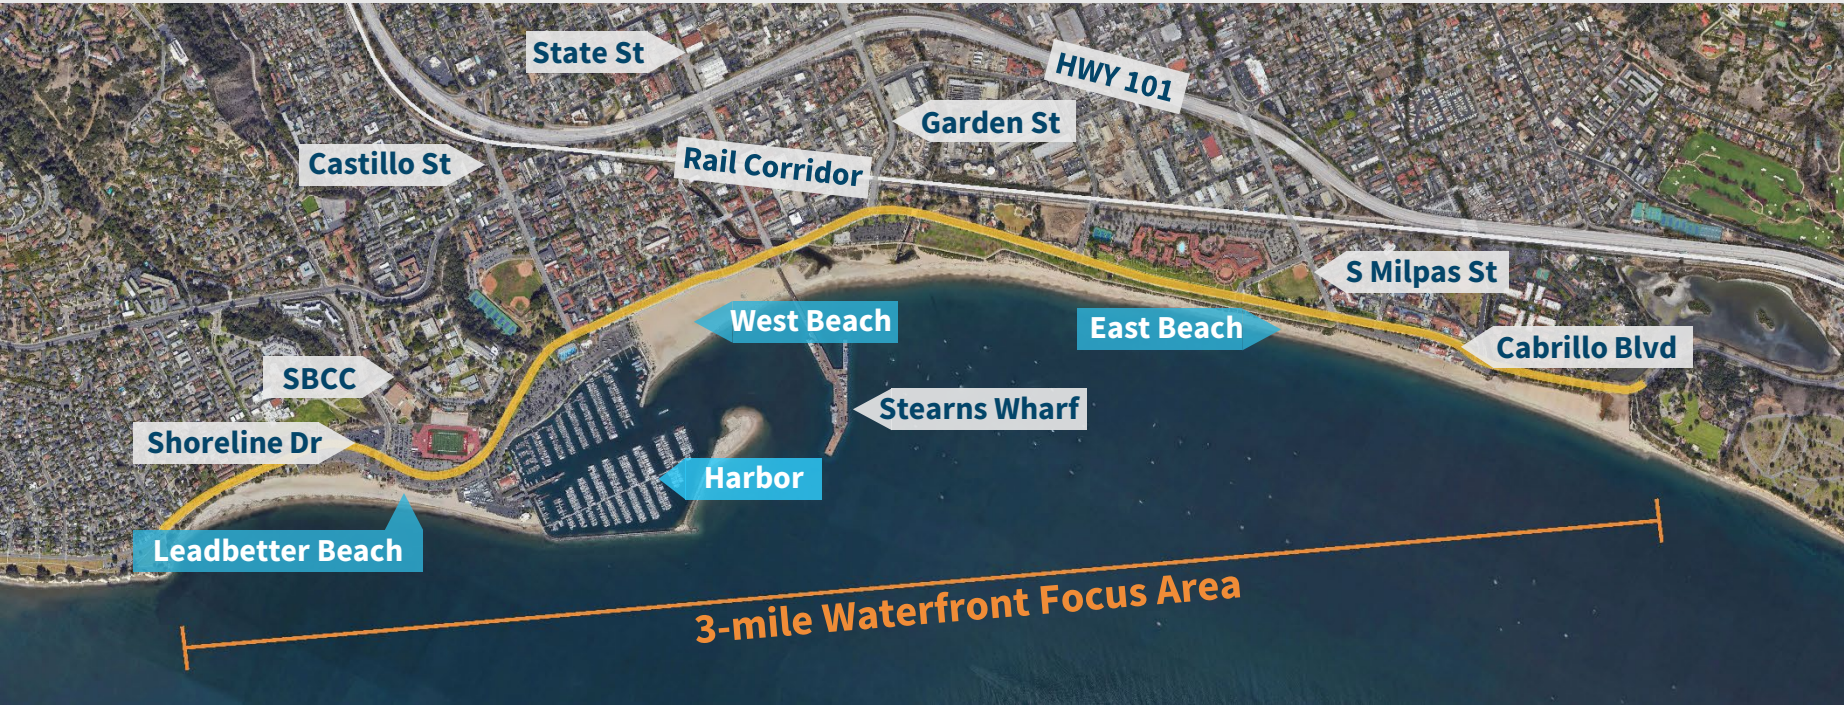 State St
HWY 101
Garden St
Castillo St
Rail Corridor
S Milpas St
West Beach
East Beach
Cabrillo Blvd
SBCC
Stearns Wharf
Shoreline Dr
Harbor
Leadbetter Beach
3-mile Waterfront Focus Area